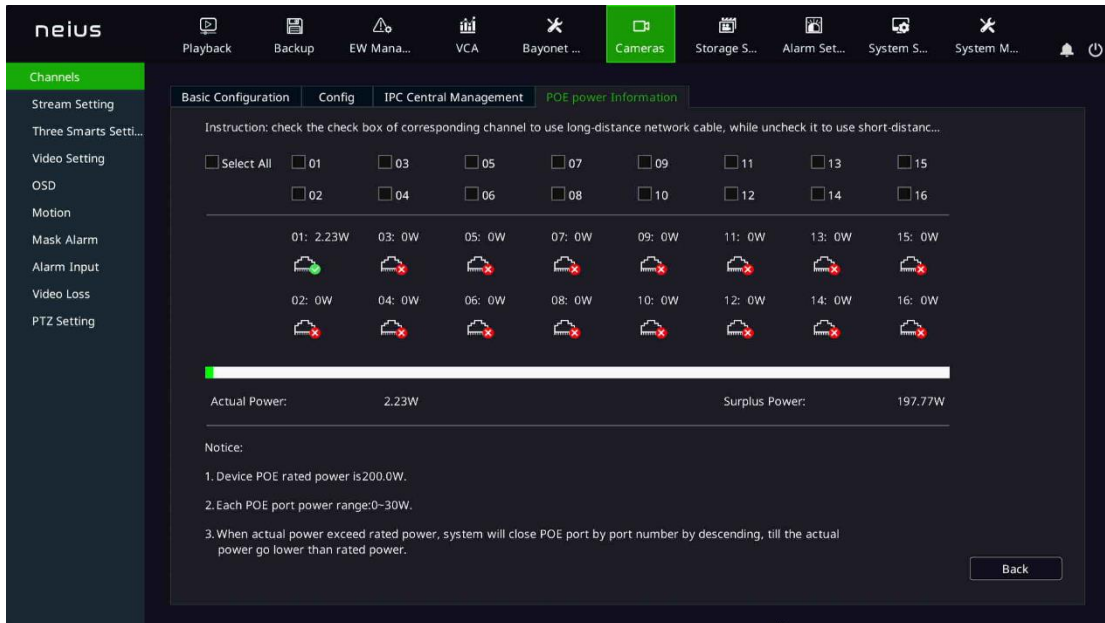 neius
Playback Backup EW Mana... VCA Bayonet ... Cameras Storage S... Alarm Set... System S... System M...
Channels
Stream Setting
Three Smarts Setti...
Video Setting
OSD
Motion
Mask Alarm
Alarm Input
Video Loss
PTZ Setting
Basic Configuration Config IPC Central Management POE power Information
Instruction: check the check box of corresponding channel to use long-distance network cable, while uncheck it to use short-distanc...
Select All 01 03 05 07 09 11 13 15
02 04 06 08 10 12 14 16
01: 2.23W 03: 0W 05: 0W 07: 0W 09: 0W 11: 0W 13: 0W 15: 0W
02: 0W 04: 0W 06: 0W 08: 0W 10: 0W 12: 0W 14: 0W 16: 0W
Actual Power: 2.23W Surplus Power: 197.77W
Notice:
1. Device POE rated power is200.0W.
2. Each POE port power range:0~30W.
3. When actual power exceed rated power, system will close POE port by port number by descending, till the actual
power go lower than rated power.
Back